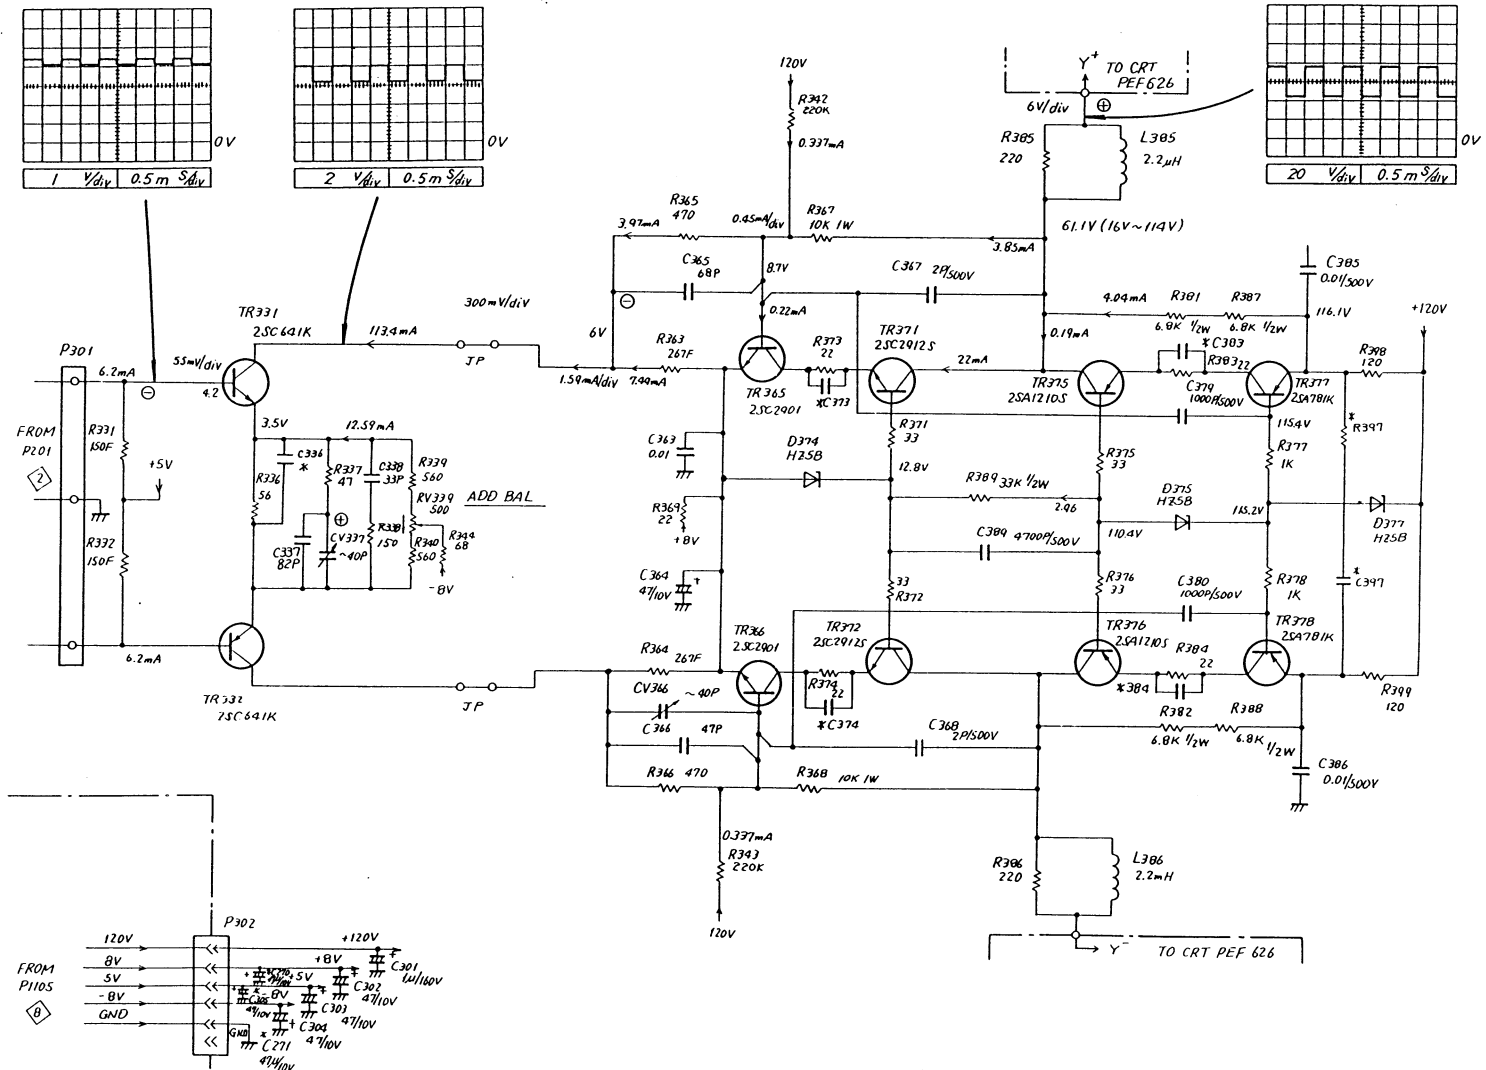 0V
1 V/div 0.5m S/div
0V
2 V/div 0.5m S/div
0V
20 V/div 0.5m S/div
Y+ TO CRT
PEF626
6V/div
120V
R342
220K
0.337mA
R385
220
L385
2.2μH
R365
470
0.45mA/div
R367
10K 1W
61.1V (16V~114V)
3.97mA
3.85mA
C365
68P
8.7V
C367 2P/500V
C385
0.01/500V
300mV/div
4.04mA
R381
6.8K 1/2W
R387
6.8K 1/2W
116.1V
+120V
TR331
2SC641K
113.4mA
JP
6V
R363
267F
0.22mA
R373
22
TR371
2SC2912S
22mA
0.19mA
*C383
R383 22
R398
120
P301
6.2mA
55mV/div
4.2
1.59mA/div
7.44mA
TR365
2SC2901
*C373
TR375
2SA1210S
C379
1000P/500V
TR377
2SA781K
*
R397
115.4V
FROM
P201
2
R331
150F
+5V
3.5V
12.59mA
C336
*
R336
56
R337
47
C338
33P
R339
560
RV339
500
ADD BAL
C363
0.01
R371
33
12.8V
R375
33
R377
1K
D374
HZ5B
R389 33K 1/2W
2.96
D375
HZ5B
115.2V
D377
HZ5B
R369
22
+8V
110.4V
R332
150F
C337
82P
CV337
~40P
R338
150
R340
560
R344
68
-8V
C389 4700P/500V
C364
47/10V
33
R372
R376
33
C380
1000P/500V
R378
1K
*
C397
6.2mA
TR332
2SC641K
JP
R364
267F
TR366
2SC2901
TR372
2SC2912S
TR376
2SA1210S
R384
22
TR378
2SA781K
CV366
~40P
R374
22
*C374
*384
R399
120
C366
47P
C368
2P/500V
R382
6.8K 1/2W
R388
6.8K 1/2W
R366 470
R368 10K 1W
C386
0.01/500V
0.337mA
R343
220K
120V
R386
220
L386
2.2mH
Y- TO CRT PEF 626
P302
FROM
P1105
8
120V
+120V
8V
+8V
5V
+5V
-8V
-8V
GND
GND
C301
1μ/160V
C302
47/10V
C303
47/10V
C304
47/10V
*
C271
47μ/10V